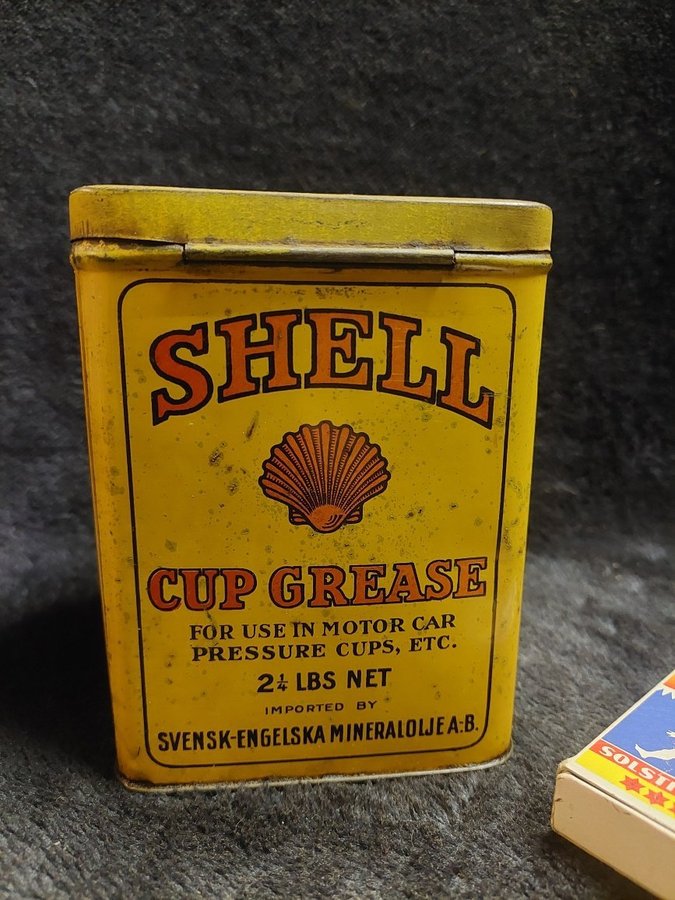 SHELL
CUP GREASE
FOR USE IN MOTOR CAR
PRESSURE CUPS, ETC.
2¼ LBS NET
IMPORTED BY
SVENSK-ENGELSKA MINERALOLJE A.-B.